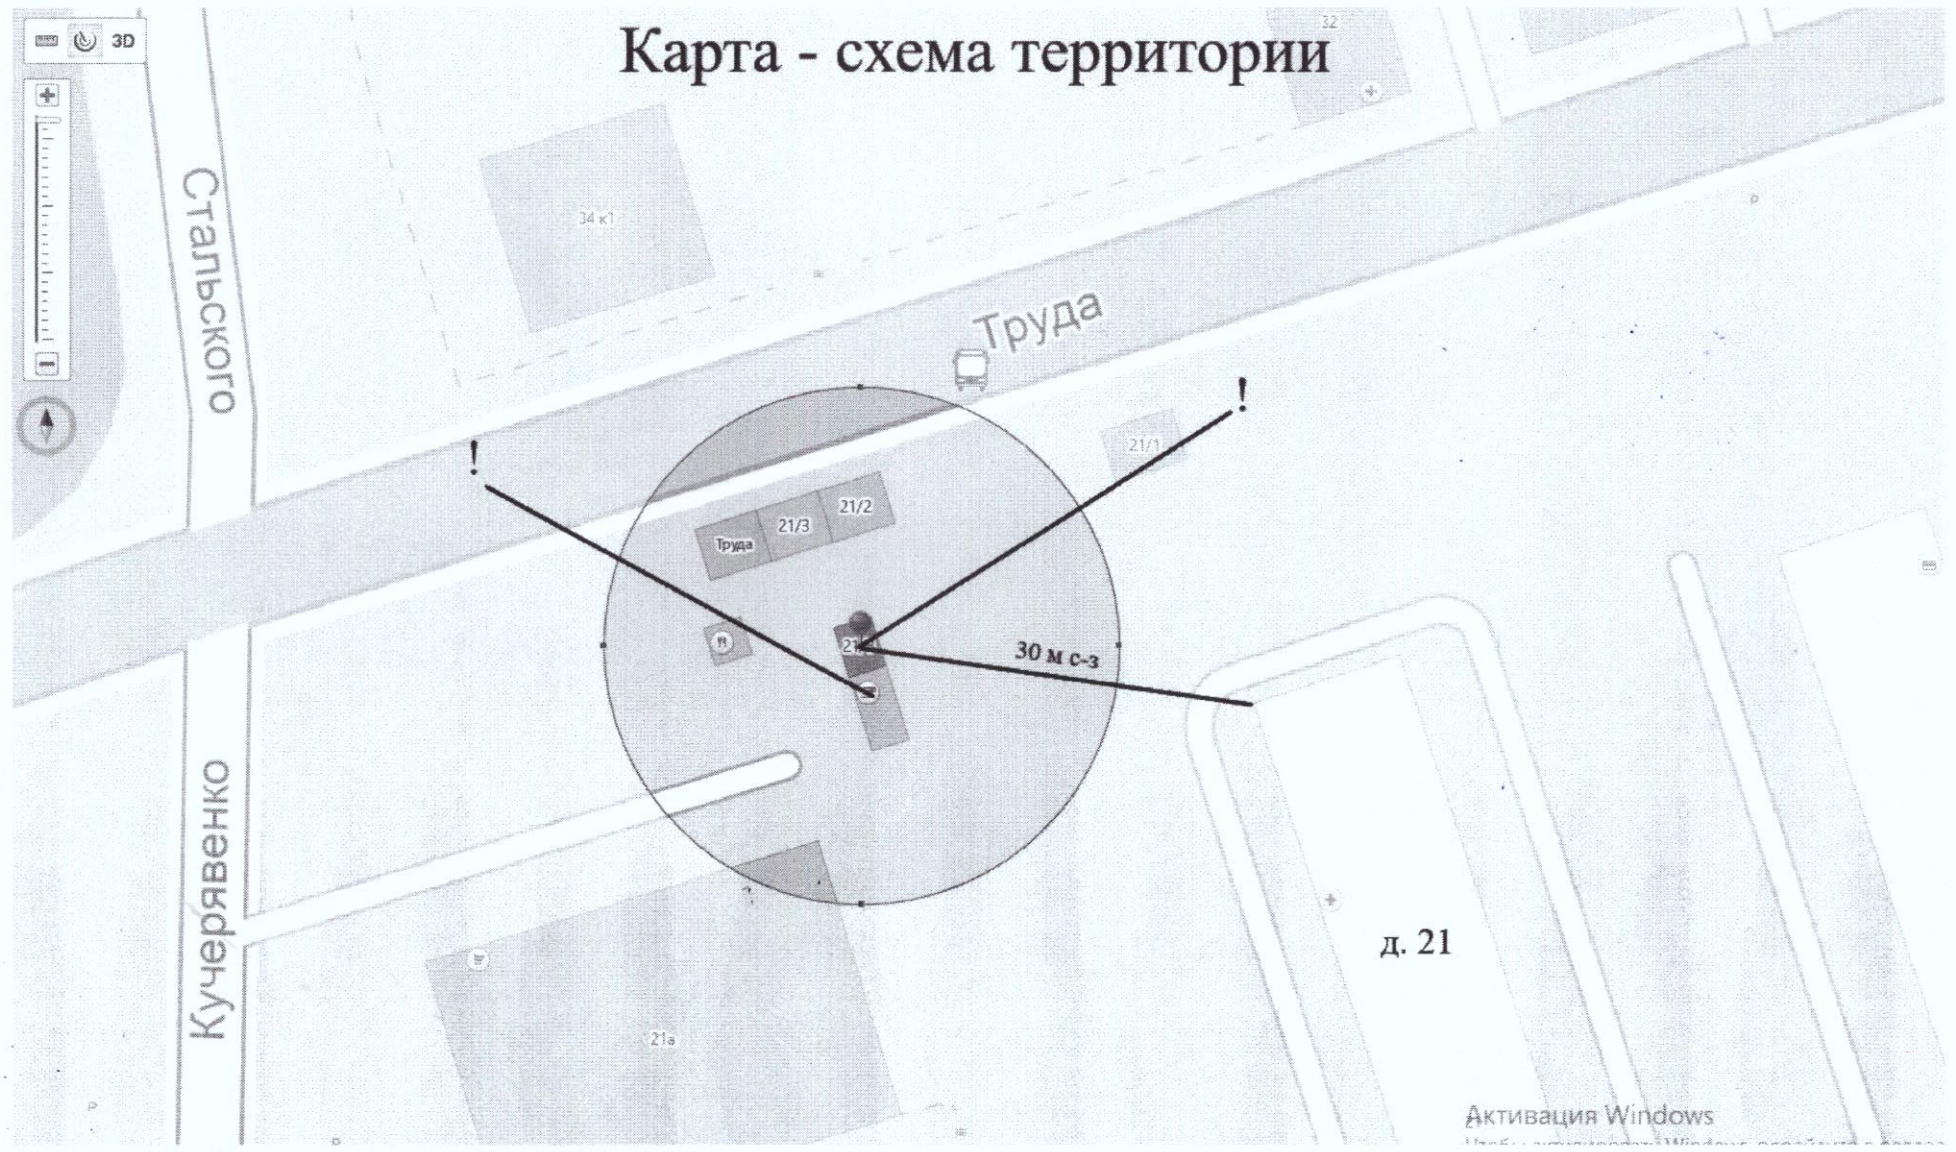 3D
Карта - схема территории
32
34 к1
Стальского
Труда
!
!
21/1
21/2
21/3
Труда
21/
30 м с-з
Кучерявенко
д. 21
21а
Активация Windows